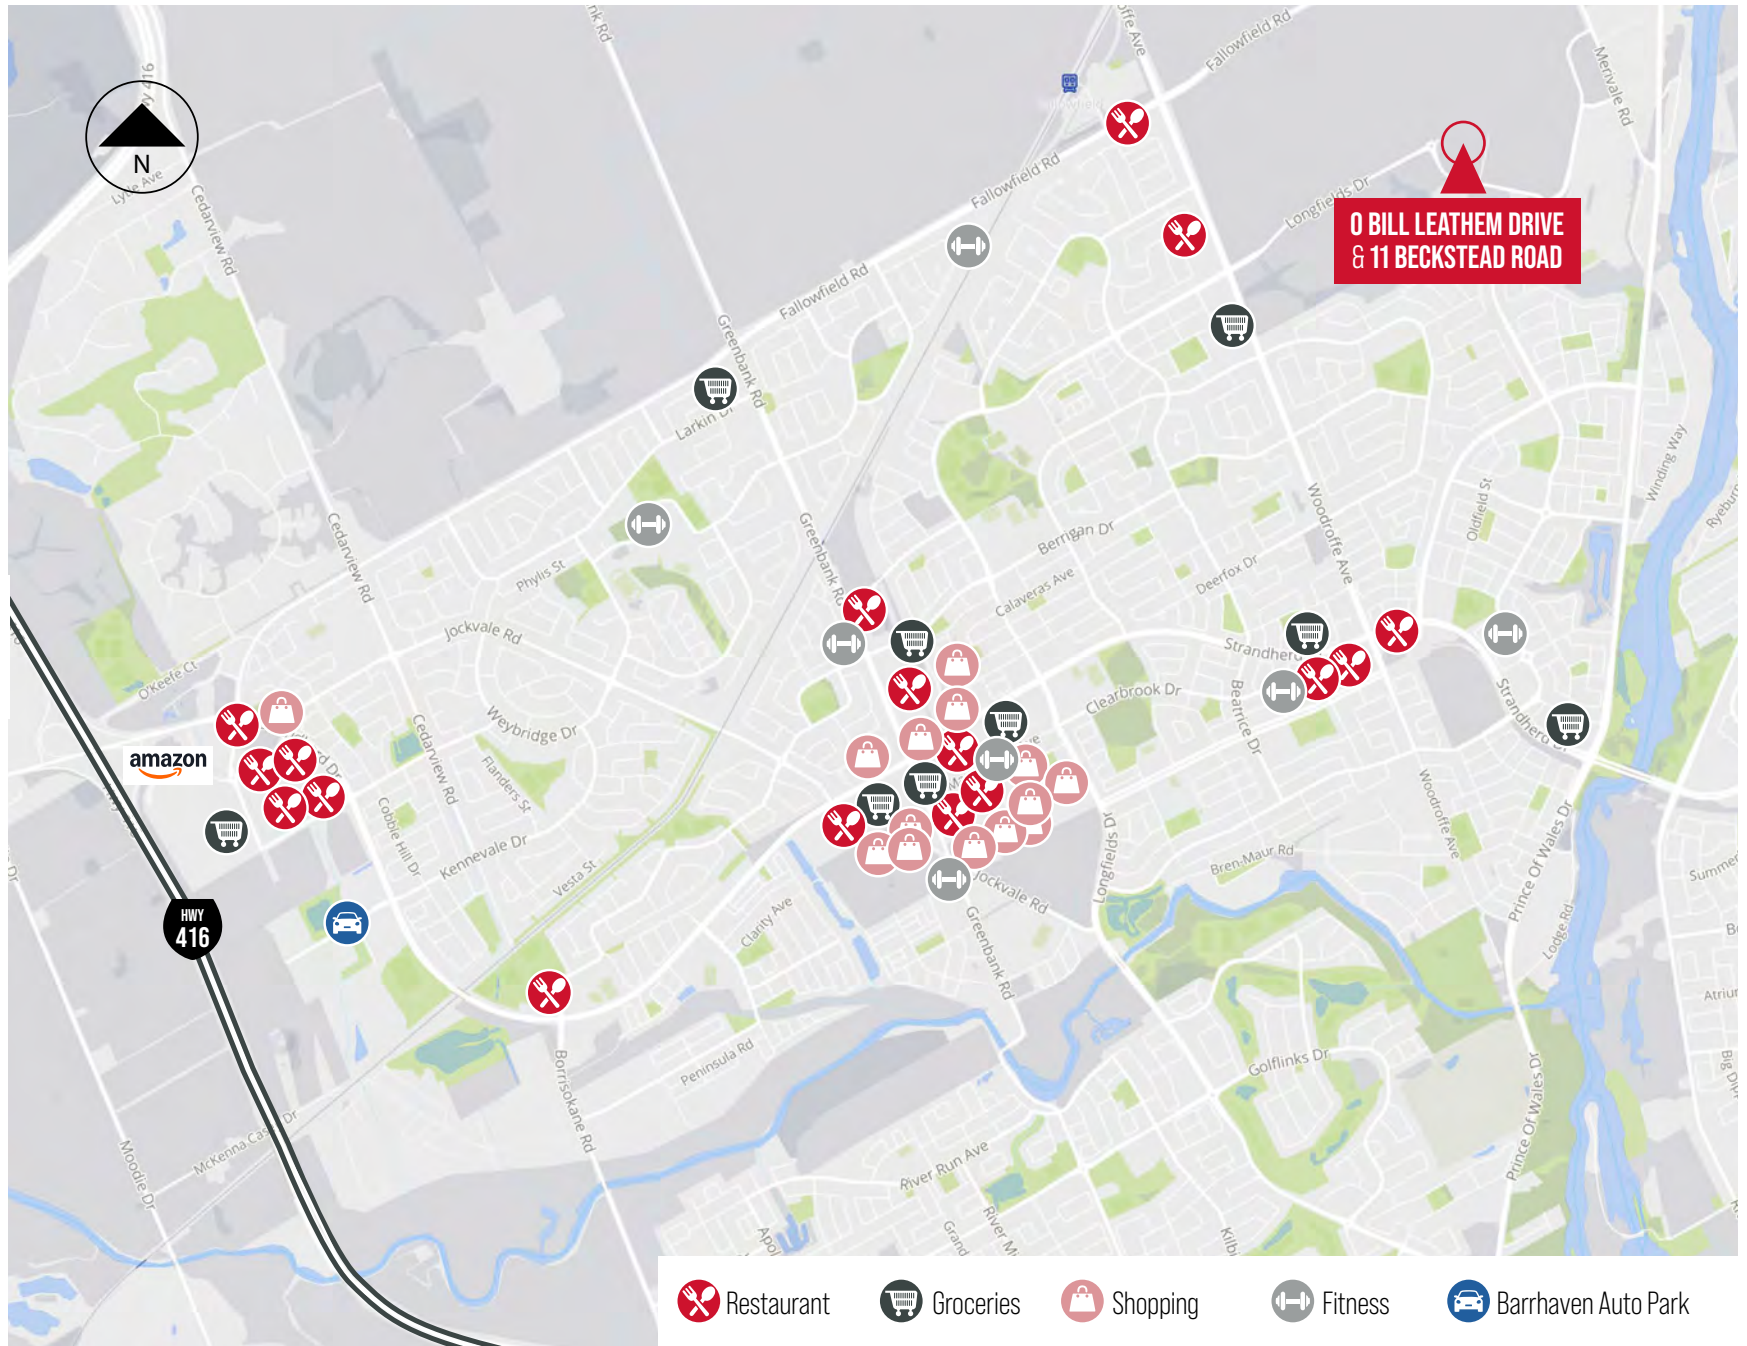 Fallowfield Rd
Merivale Rd
N
Lytle Ave
Cedarview Rd
Fallowfield Rd
Longfields Dr
0 BILL LEATHEM DRIVE
& 11 BECKSTEAD ROAD
Fallowfield Rd
Greenbank Rd
Larkin Dr
Winding Way
Oldfield St
Woodroffe Ave
Cedarview Rd
Greenbank Rd
Berrigan Dr
Phylis St
Deerfox Dr
Calaveras Ave
Jockvale Rd
Strandherd
O'Keefe Ct
Clearbrook Dr
Beatrice Dr
Strandherd Dr
Weybridge Dr
Cedarview Rd
amazon
Flanders St
Cobble Hill Dr
Woodroffe Ave
Prince Of Wales Dr
Longfields Dr
Kennevale Dr
Bren-Maur Rd
Vesta St
Jockvale Rd
Clarity Ave
HWY
416
Greenbank Rd
Lodge Rd
Peninsula Rd
Borrisokane Rd
Golflinks Dr
Prince Of Wales Dr
McKenna Casey Dr
Moodie Dr
River Run Ave
Restaurant
Groceries
Shopping
Fitness
Barrhaven Auto Park